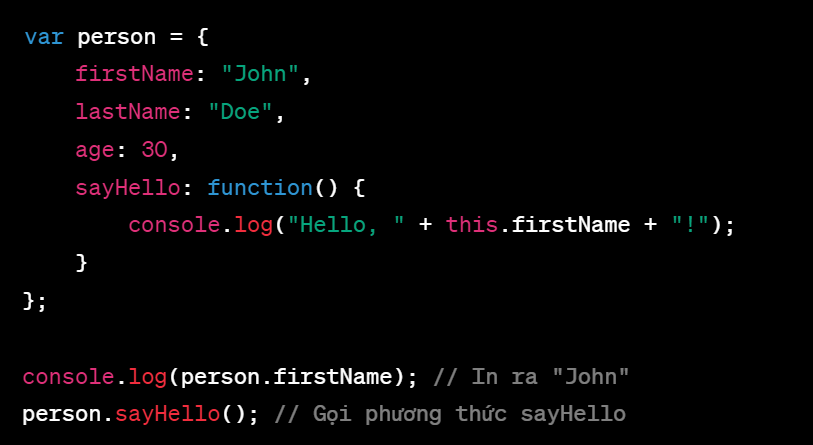 var person = {
    firstName: "John",
    lastName: "Doe",
    age: 30,
    sayHello: function() {
        console.log("Hello, " + this.firstName + "!");
    }
};

console.log(person.firstName); // In ra "John"
person.sayHello(); // Gọi phương thức sayHello